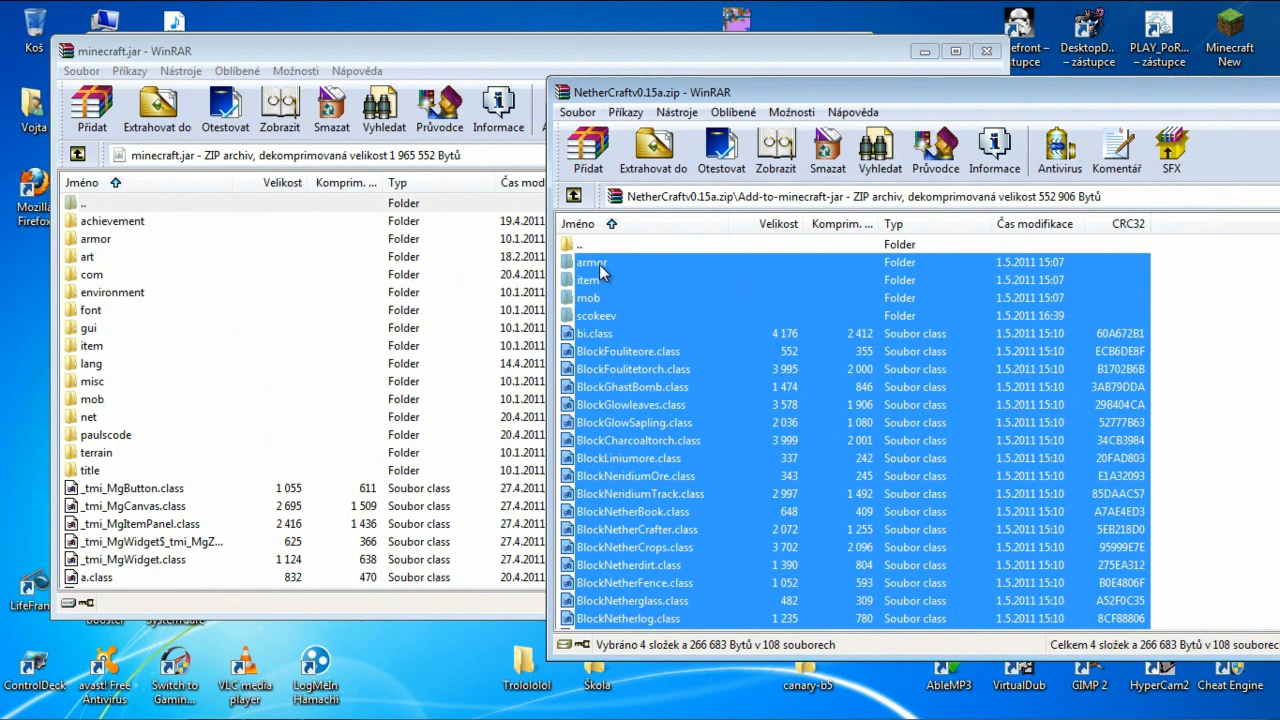 Koš
Vojta
Mozilla
Firefox
LifeFram
Booster
SystemCare
efront –
stupce
DesktopD...
– zástupce
PLAY_PoR...
– zástupce
Minecraft
New
minecraft.jar - WinRAR
Soubor Příkazy Nástroje Oblíbené Možnosti Nápověda
Přidat Extrahovat do Otestovat Zobrazit Smazat Vyhledat Průvodce Informace
minecraft.jar - ZIP archiv, dekomprimovaná velikost 1 965 552 Bytů
Jméno Velikost Komprim. ... Typ Čas mod
.. Folder
achievement Folder 19.4.2011
armor Folder 10.1.2011
art Folder 18.2.2011
com Folder 20.4.2011
environment Folder 10.1.2011
font Folder 10.1.2011
gui Folder 10.1.2011
item Folder 10.1.2011
lang Folder 14.4.2011
misc Folder 10.1.2011
mob Folder 10.1.2011
net Folder 20.4.2011
paulscode Folder 20.4.2011
terrain Folder 10.1.2011
title Folder 10.1.2011
_tmi_MgButton.class 1 055 611 Soubor class 27.4.2011
_tmi_MgCanvas.class 2 695 1 509 Soubor class 27.4.2011
_tmi_MgItemPanel.class 2 416 1 436 Soubor class 27.4.2011
_tmi_MgWidget$_tmi_MgZ... 625 366 Soubor class 27.4.2011
_tmi_MgWidget.class 1 124 638 Soubor class 27.4.2011
a.class 832 470 Soubor class 20.4.2011
NetherCraftv0.15a.zip - WinRAR
Soubor Příkazy Nástroje Oblíbené Možnosti Nápověda
Přidat Extrahovat do Otestovat Zobrazit Smazat Vyhledat Průvodce Informace Antivirus Komentář SFX
NetherCraftv0.15a.zip\Add-to-minecraft-jar - ZIP archiv, dekomprimovaná velikost 552 906 Bytů
Jméno Velikost Komprim. ... Typ Čas modifikace CRC32
.. Folder
armor Folder 1.5.2011 15:07
item Folder 1.5.2011 15:07
mob Folder 1.5.2011 15:07
scokeev Folder 1.5.2011 16:39
bi.class 4 176 2 412 Soubor class 1.5.2011 15:10 60A672B1
BlockFouliteore.class 552 355 Soubor class 1.5.2011 15:10 ECB6DE8F
BlockFoulitetorch.class 3 995 2 000 Soubor class 1.5.2011 15:10 B1702B6B
BlockGhastBomb.class 1 474 846 Soubor class 1.5.2011 15:10 3AB79DDA
BlockGlowleaves.class 3 578 1 906 Soubor class 1.5.2011 15:10 29B404CA
BlockGlowSapling.class 2 036 1 080 Soubor class 1.5.2011 15:10 52777B63
BlockCharcoaltorch.class 3 999 2 001 Soubor class 1.5.2011 15:10 34CB3984
BlockLiniumore.class 337 242 Soubor class 1.5.2011 15:10 20FAD803
BlockNeridiumOre.class 343 245 Soubor class 1.5.2011 15:10 E1A32093
BlockNeridiumTrack.class 2 997 1 492 Soubor class 1.5.2011 15:10 85DAAC57
BlockNetherBook.class 648 409 Soubor class 1.5.2011 15:10 A7AE4ED3
BlockNetherCrafter.class 2 072 1 255 Soubor class 1.5.2011 15:10 5EB218D0
BlockNetherCrops.class 3 702 2 096 Soubor class 1.5.2011 15:10 95999E7E
BlockNetherdirt.class 1 390 804 Soubor class 1.5.2011 15:10 275EA312
BlockNetherFence.class 1 052 593 Soubor class 1.5.2011 15:10 B0E4806F
BlockNetherglass.class 482 309 Soubor class 1.5.2011 15:10 A52F0C35
BlockNetherlog.class 1 235 780 Soubor class 1.5.2011 15:10 8CF88806
Vybráno 4 složek a 266 683 Bytů v 108 souborech
Celkem 4 složek a 266 683 Bytů v 108 souborec
ControlDeck
avast! Free
Antivirus
Switch to
Gamin...
VLC media
player
LogMeIn
Hamachi
Trolololol
Škola
canary-b5
AbleMP3
VirtualDub
GIMP 2
HyperCam2
Cheat Engine